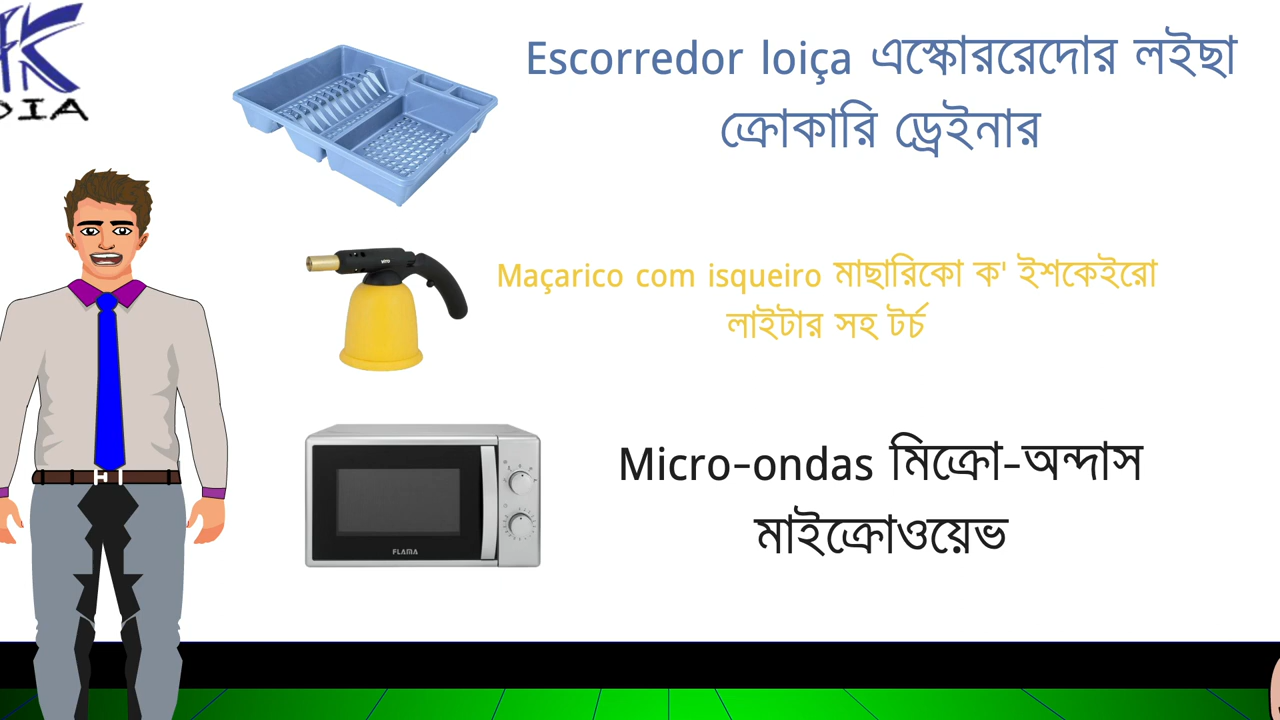 Escorredor loiça এস্কোররেদোর লইছা
ক্রোকারি ড্রেইনার
Maçarico com isqueiro মাছারিকো ক' ইশকেইরো
লাইটার সহ টর্চ
Micro-ondas মিক্রো-অন্দাস
মাইক্রোওয়েভ
FLAMA